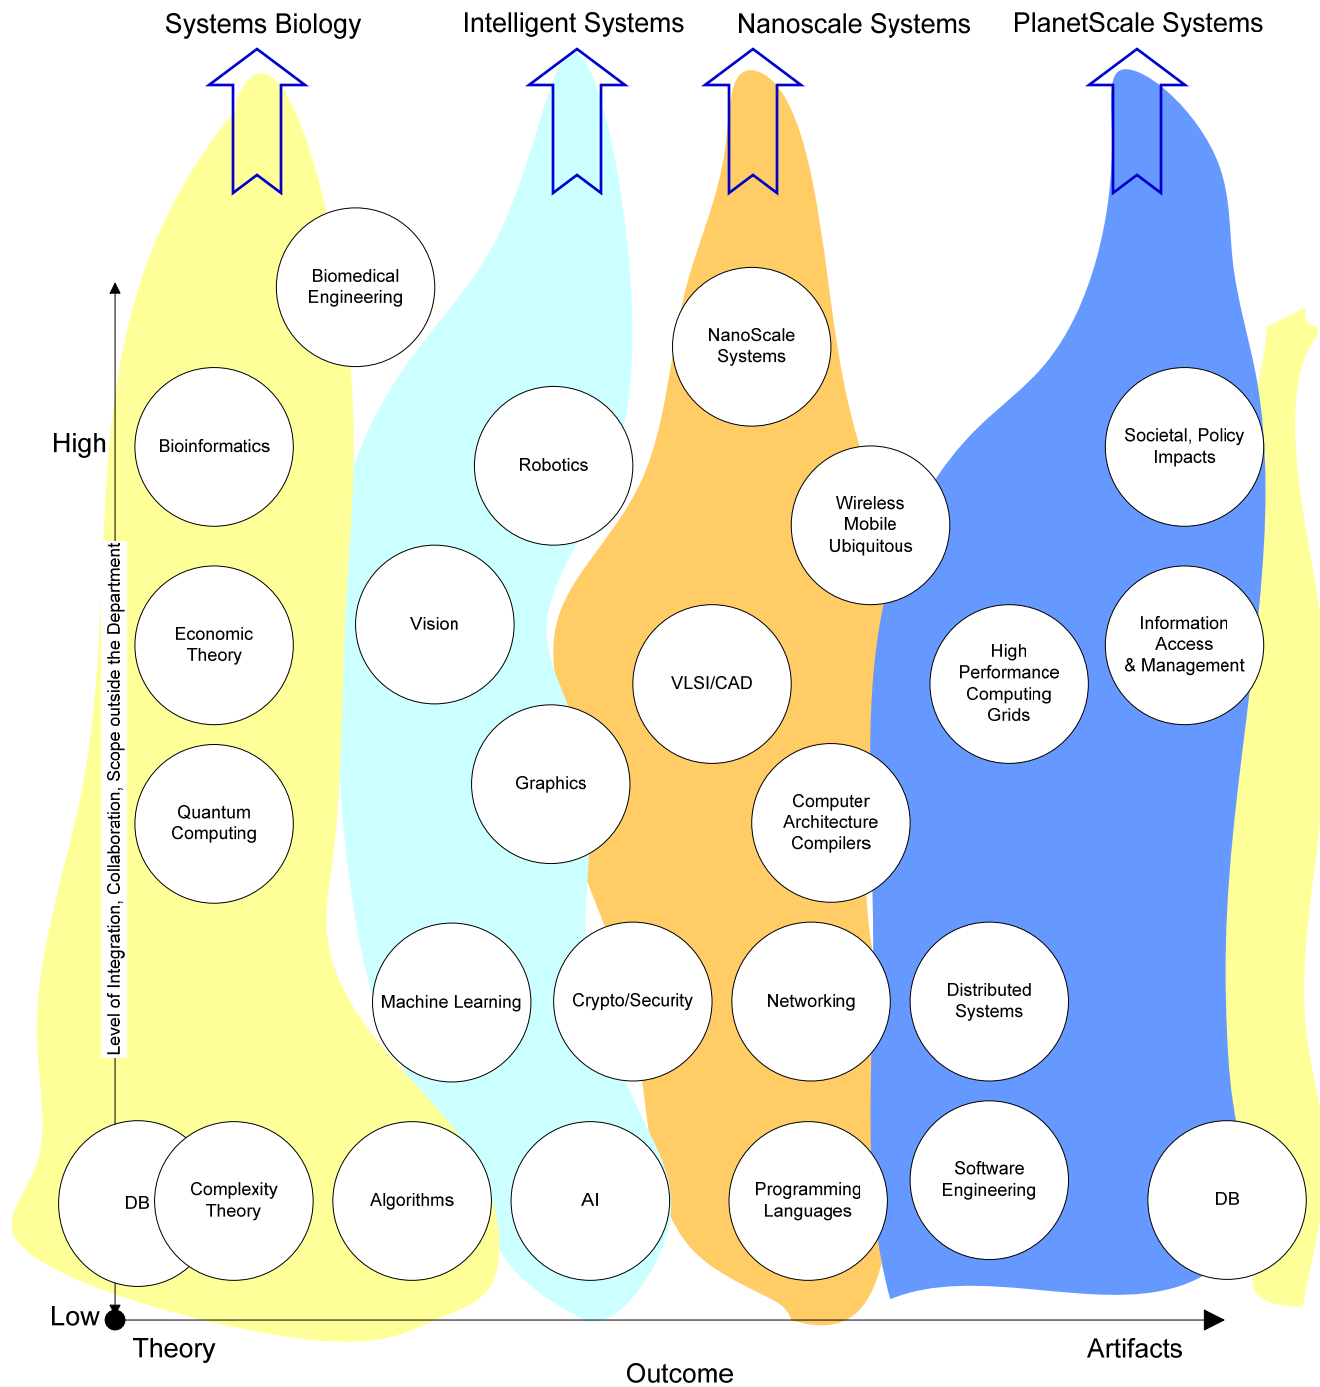 Systems Biology
Intelligent Systems
Nanoscale Systems
PlanetScale Systems
Biomedical
Engineering
NanoScale
Systems
High
Bioinformatics
Robotics
Societal, Policy
Impacts
Wireless
Mobile
Ubiquitous
Level of Integration, Collaboration, Scope outside the Department
Economic
Theory
Vision
VLSI/CAD
High
Performance
Computing
Grids
Information
Access
& Management
Quantum
Computing
Graphics
Computer
Architecture
Compilers
Machine Learning
Crypto/Security
Networking
Distributed
Systems
DB
Complexity
Theory
Algorithms
AI
Programming
Languages
Software
Engineering
DB
Low
Theory
Artifacts
Outcome